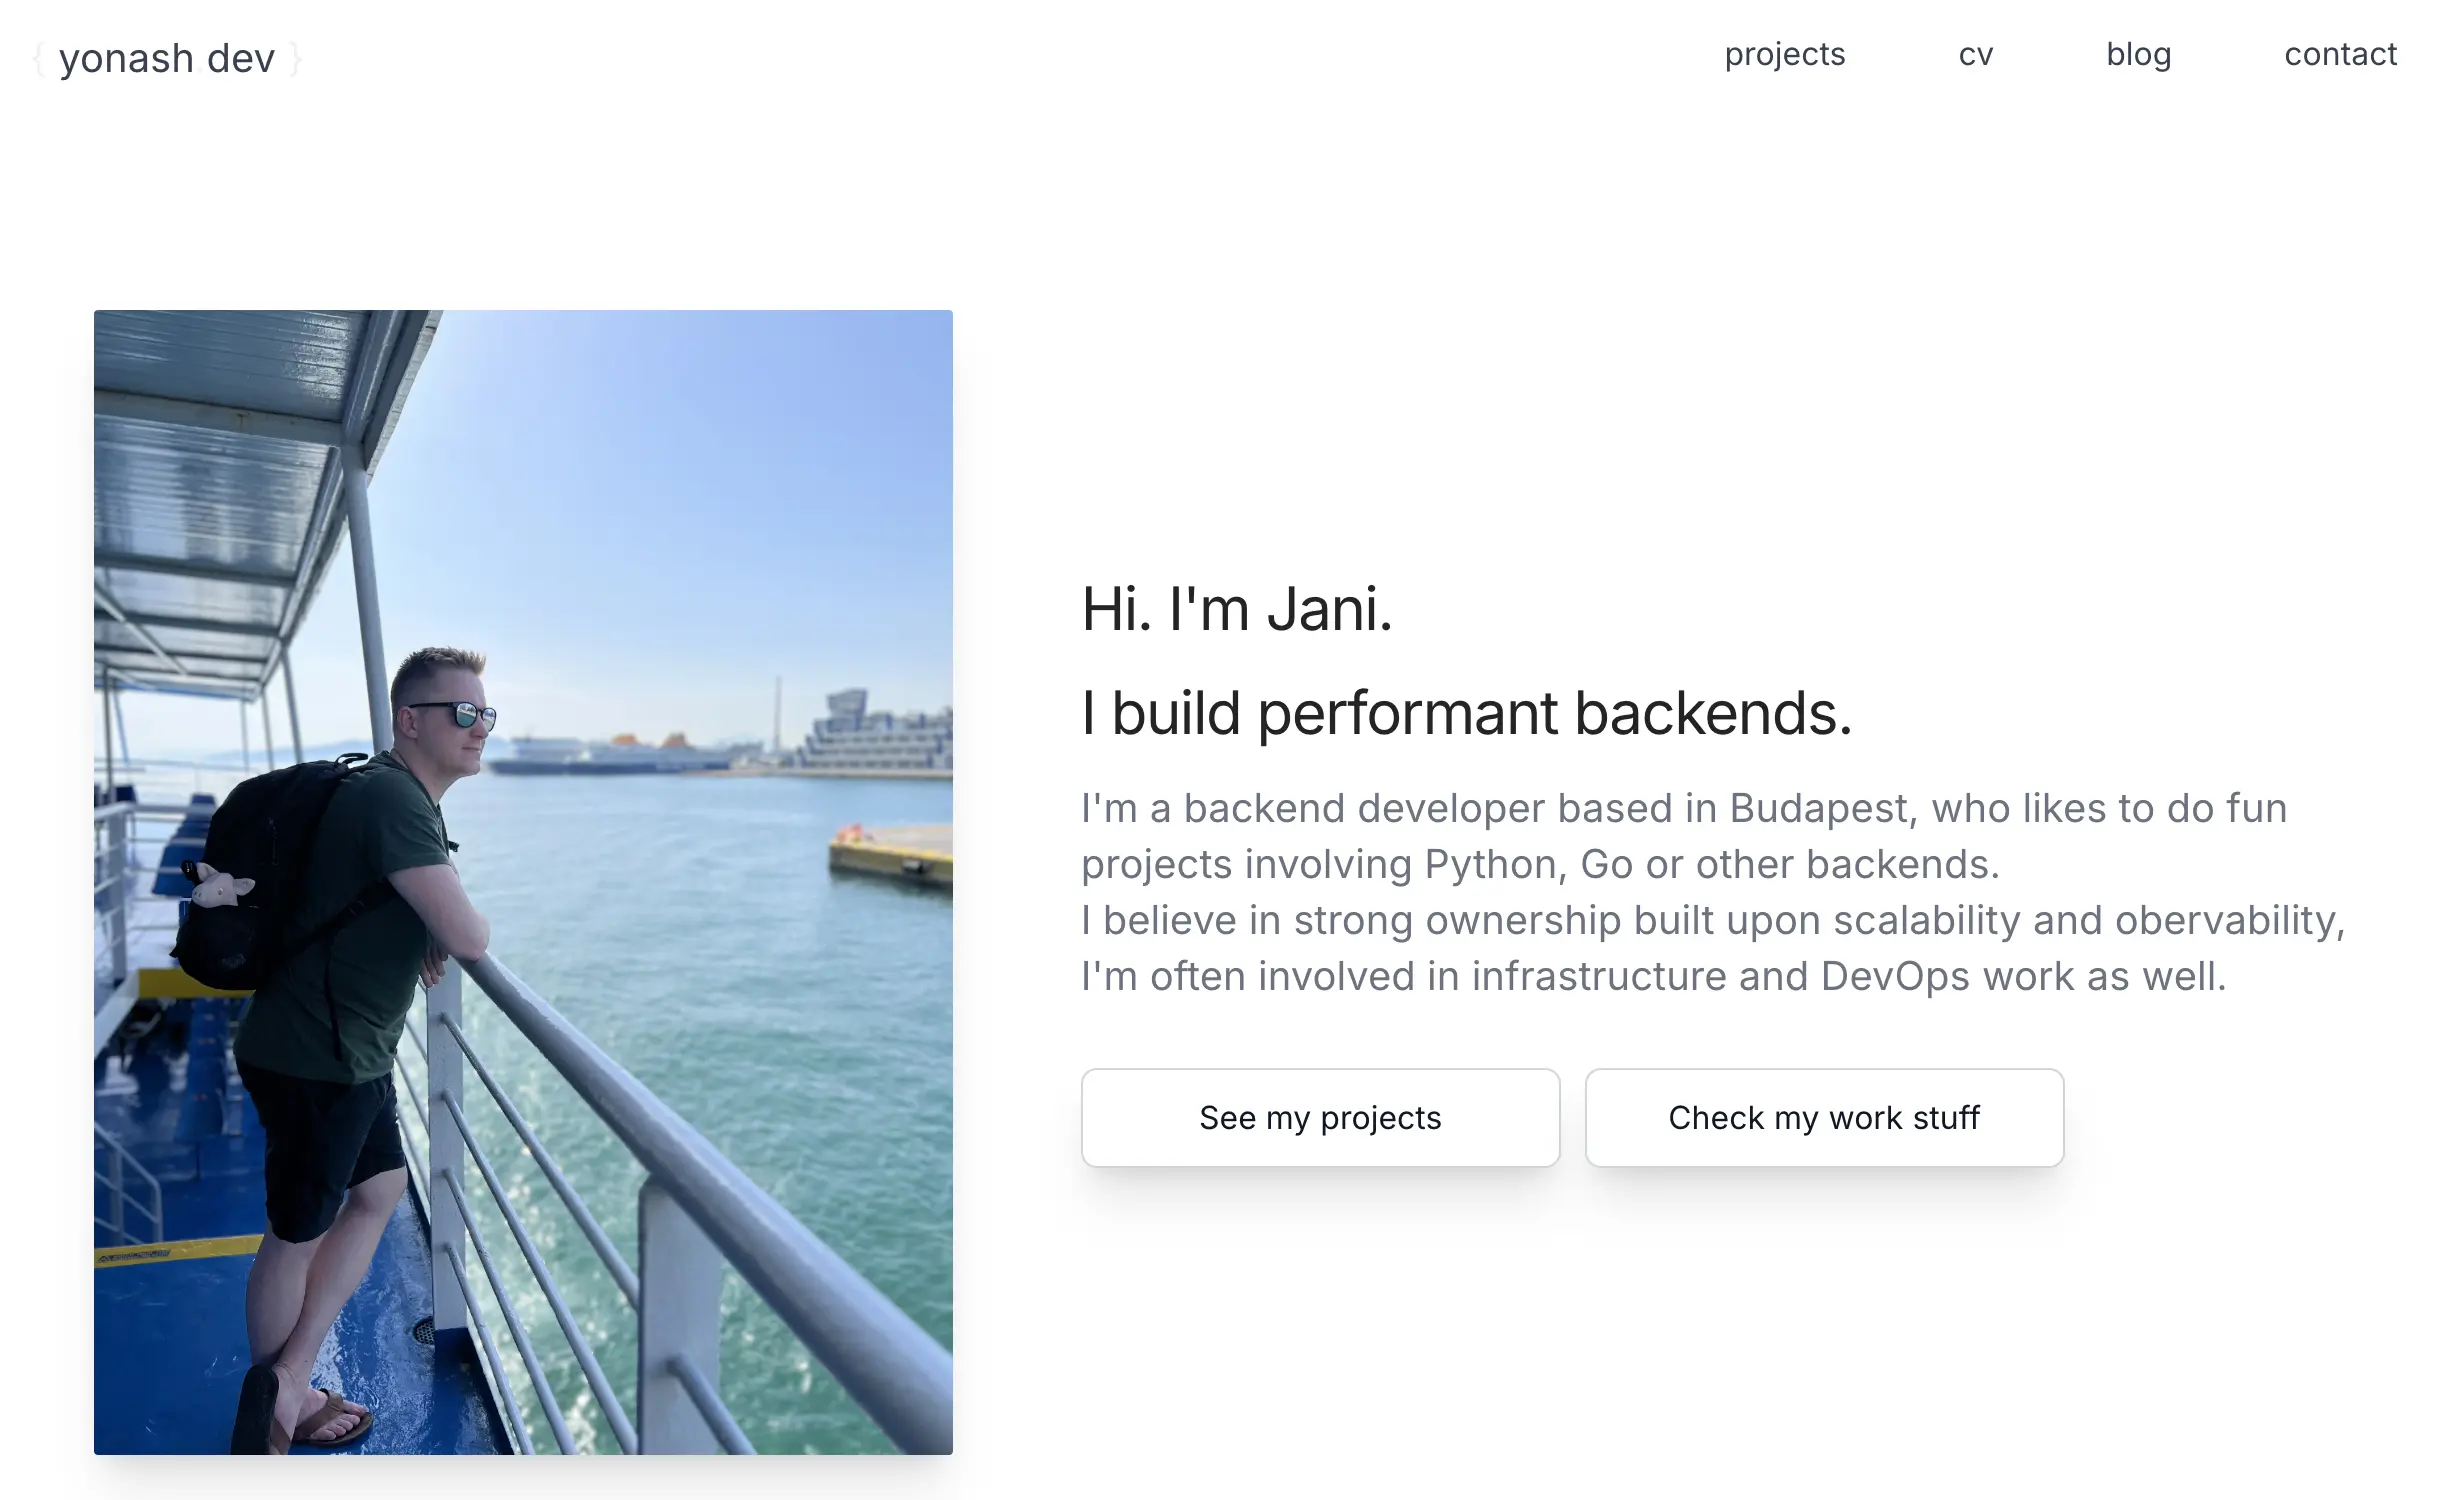 { yonash.dev }
projects
cv
blog
contact
Hi. I'm Jani.
I build performant backends.
I'm a backend developer based in Budapest, who likes to do fun
projects involving Python, Go or other backends.
I believe in strong ownership built upon scalability and obervability,
I'm often involved in infrastructure and DevOps work as well.
See my projects
Check my work stuff